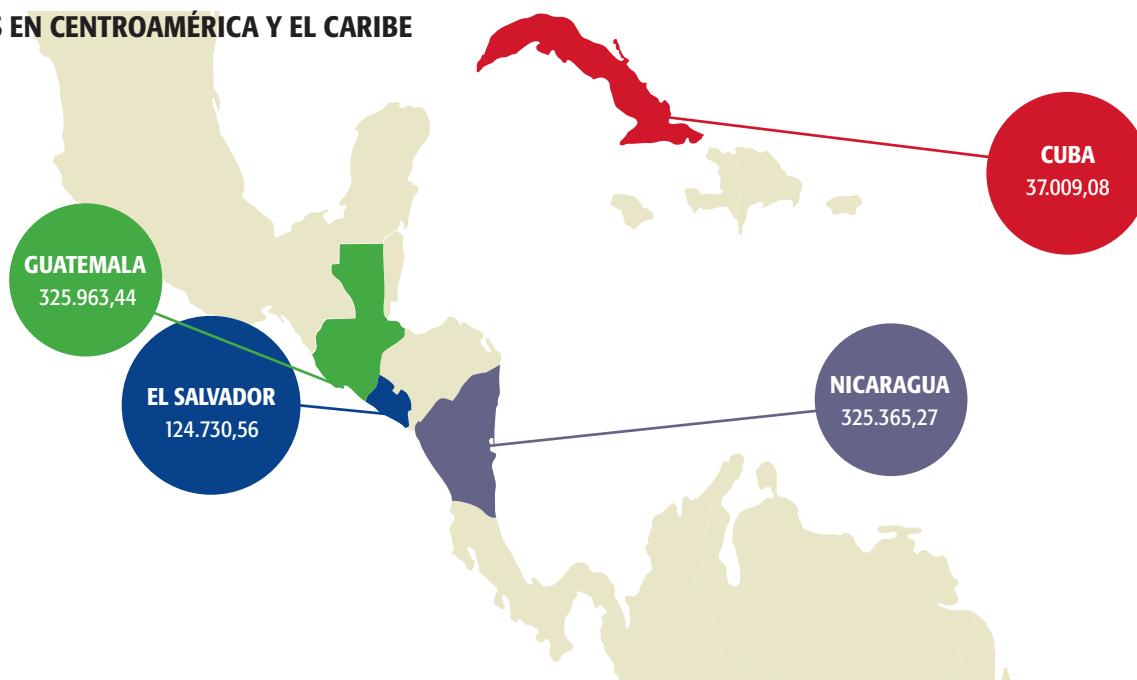 S EN CENTROAMÉRICA Y EL CARIBE
CUBA
37.009,08
GUATEMALA
325.963,44
EL SALVADOR
124.730,56
NICARAGUA
325.365,27